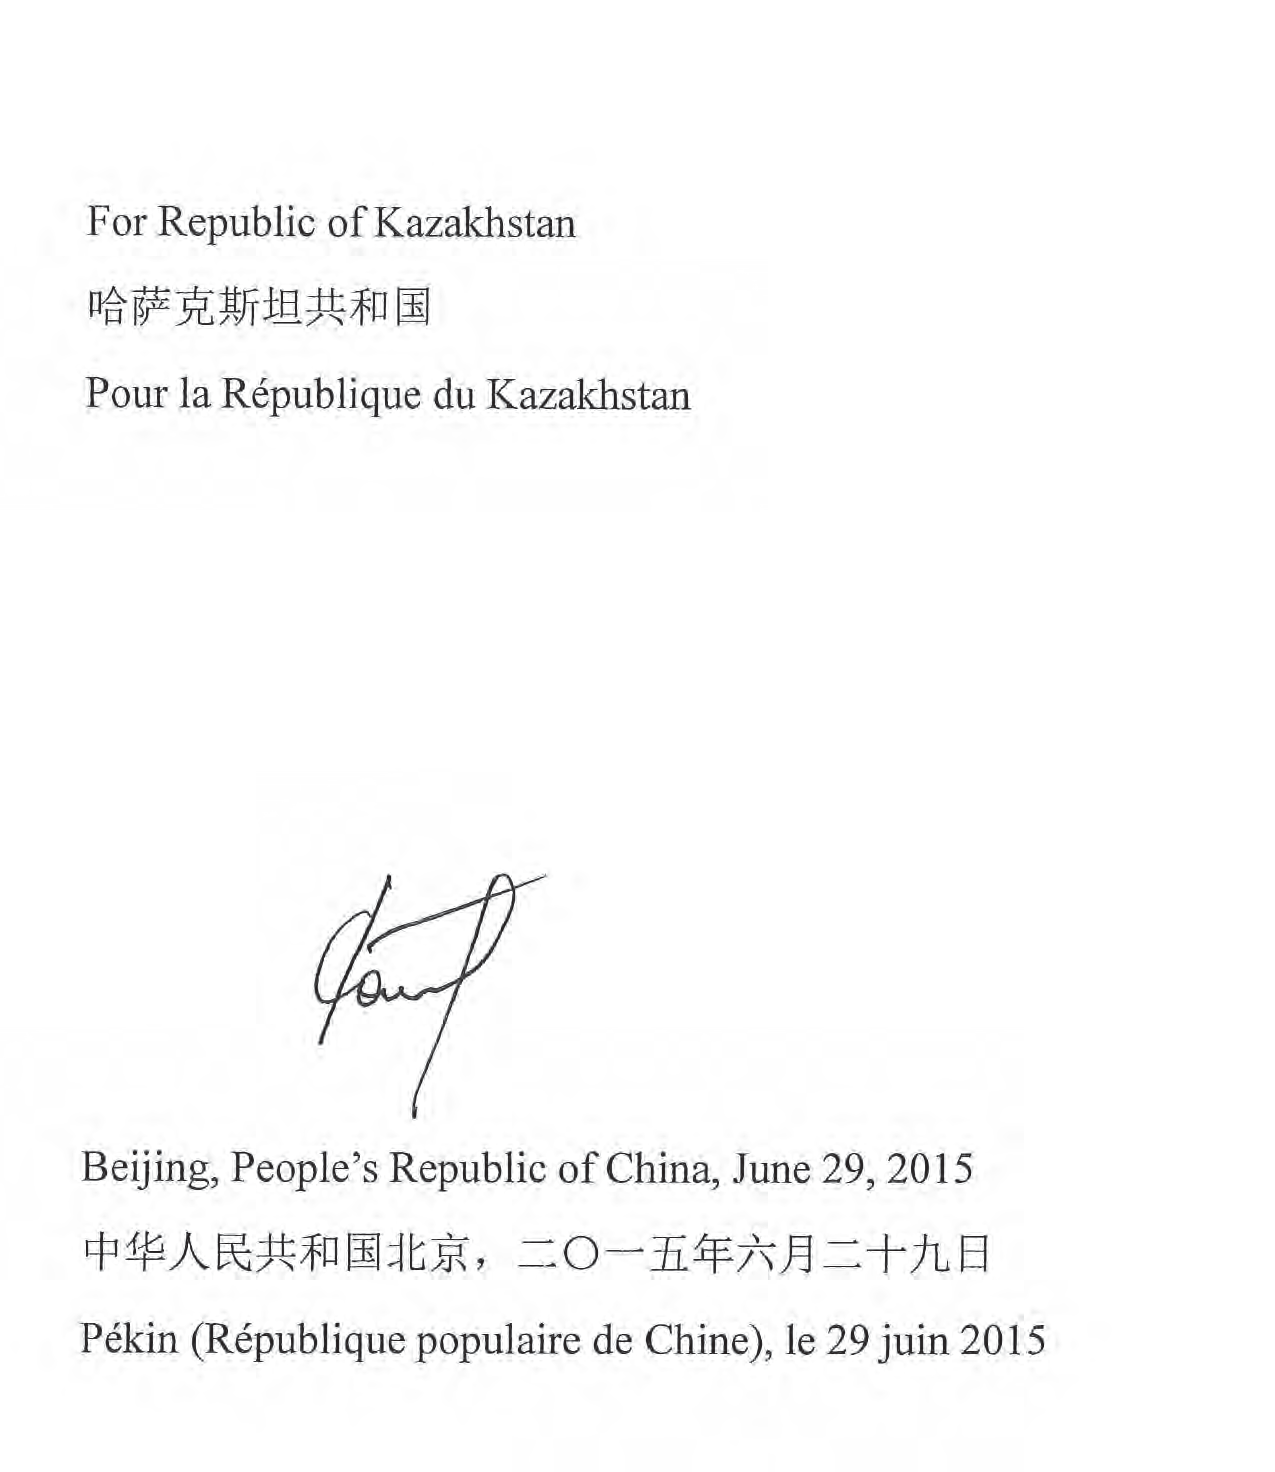 For Republic of Kazakhstan
哈萨克斯坦共和国
Pour la République du Kazakhstan
Beijing, People’s Republic of China, June 29, 2015
中华人民共和国北京，二〇一五年六月二十九日
Pékin (République populaire de Chine), le 29 juin 2015